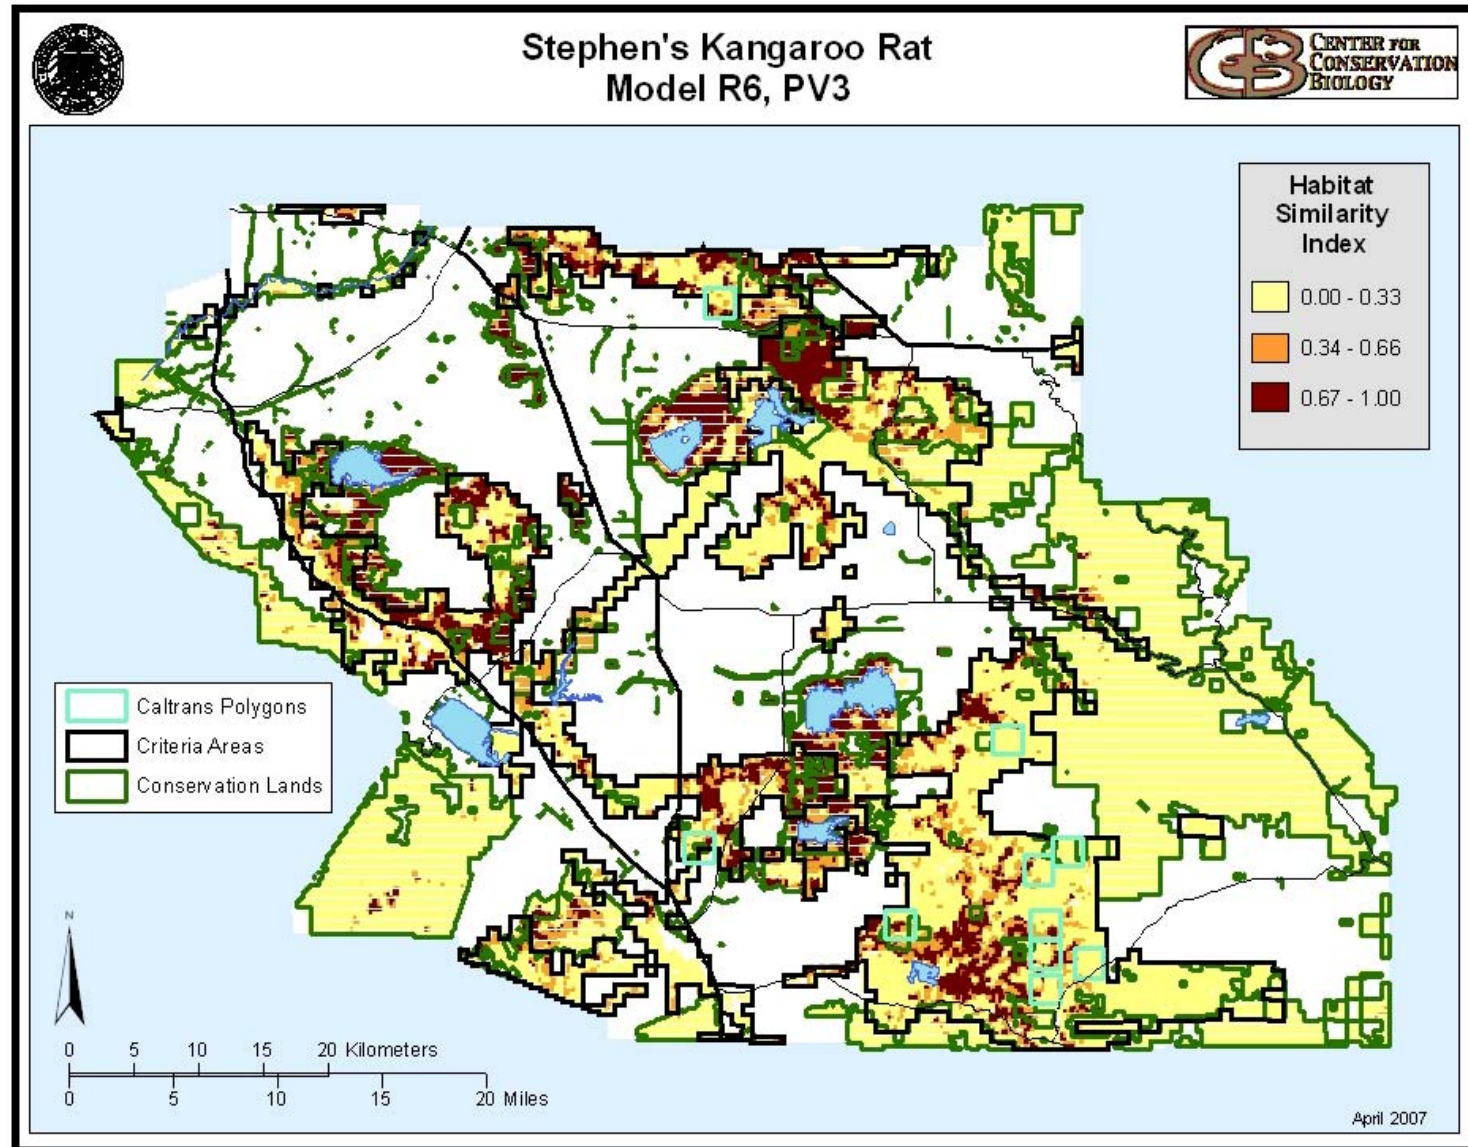 Stephen's Kangaroo Rat
Model R6, PV3
CENTER FOR
CONSERVATION
BIOLOGY
Habitat
Similarity
Index
0.00 - 0.33
0.34 - 0.66
0.67 - 1.00
Caltrans Polygons
Criteria Areas
Conservation Lands
N
0 5 10 15 20 Kilometers
0 5 10 15 20 Miles
April 2007